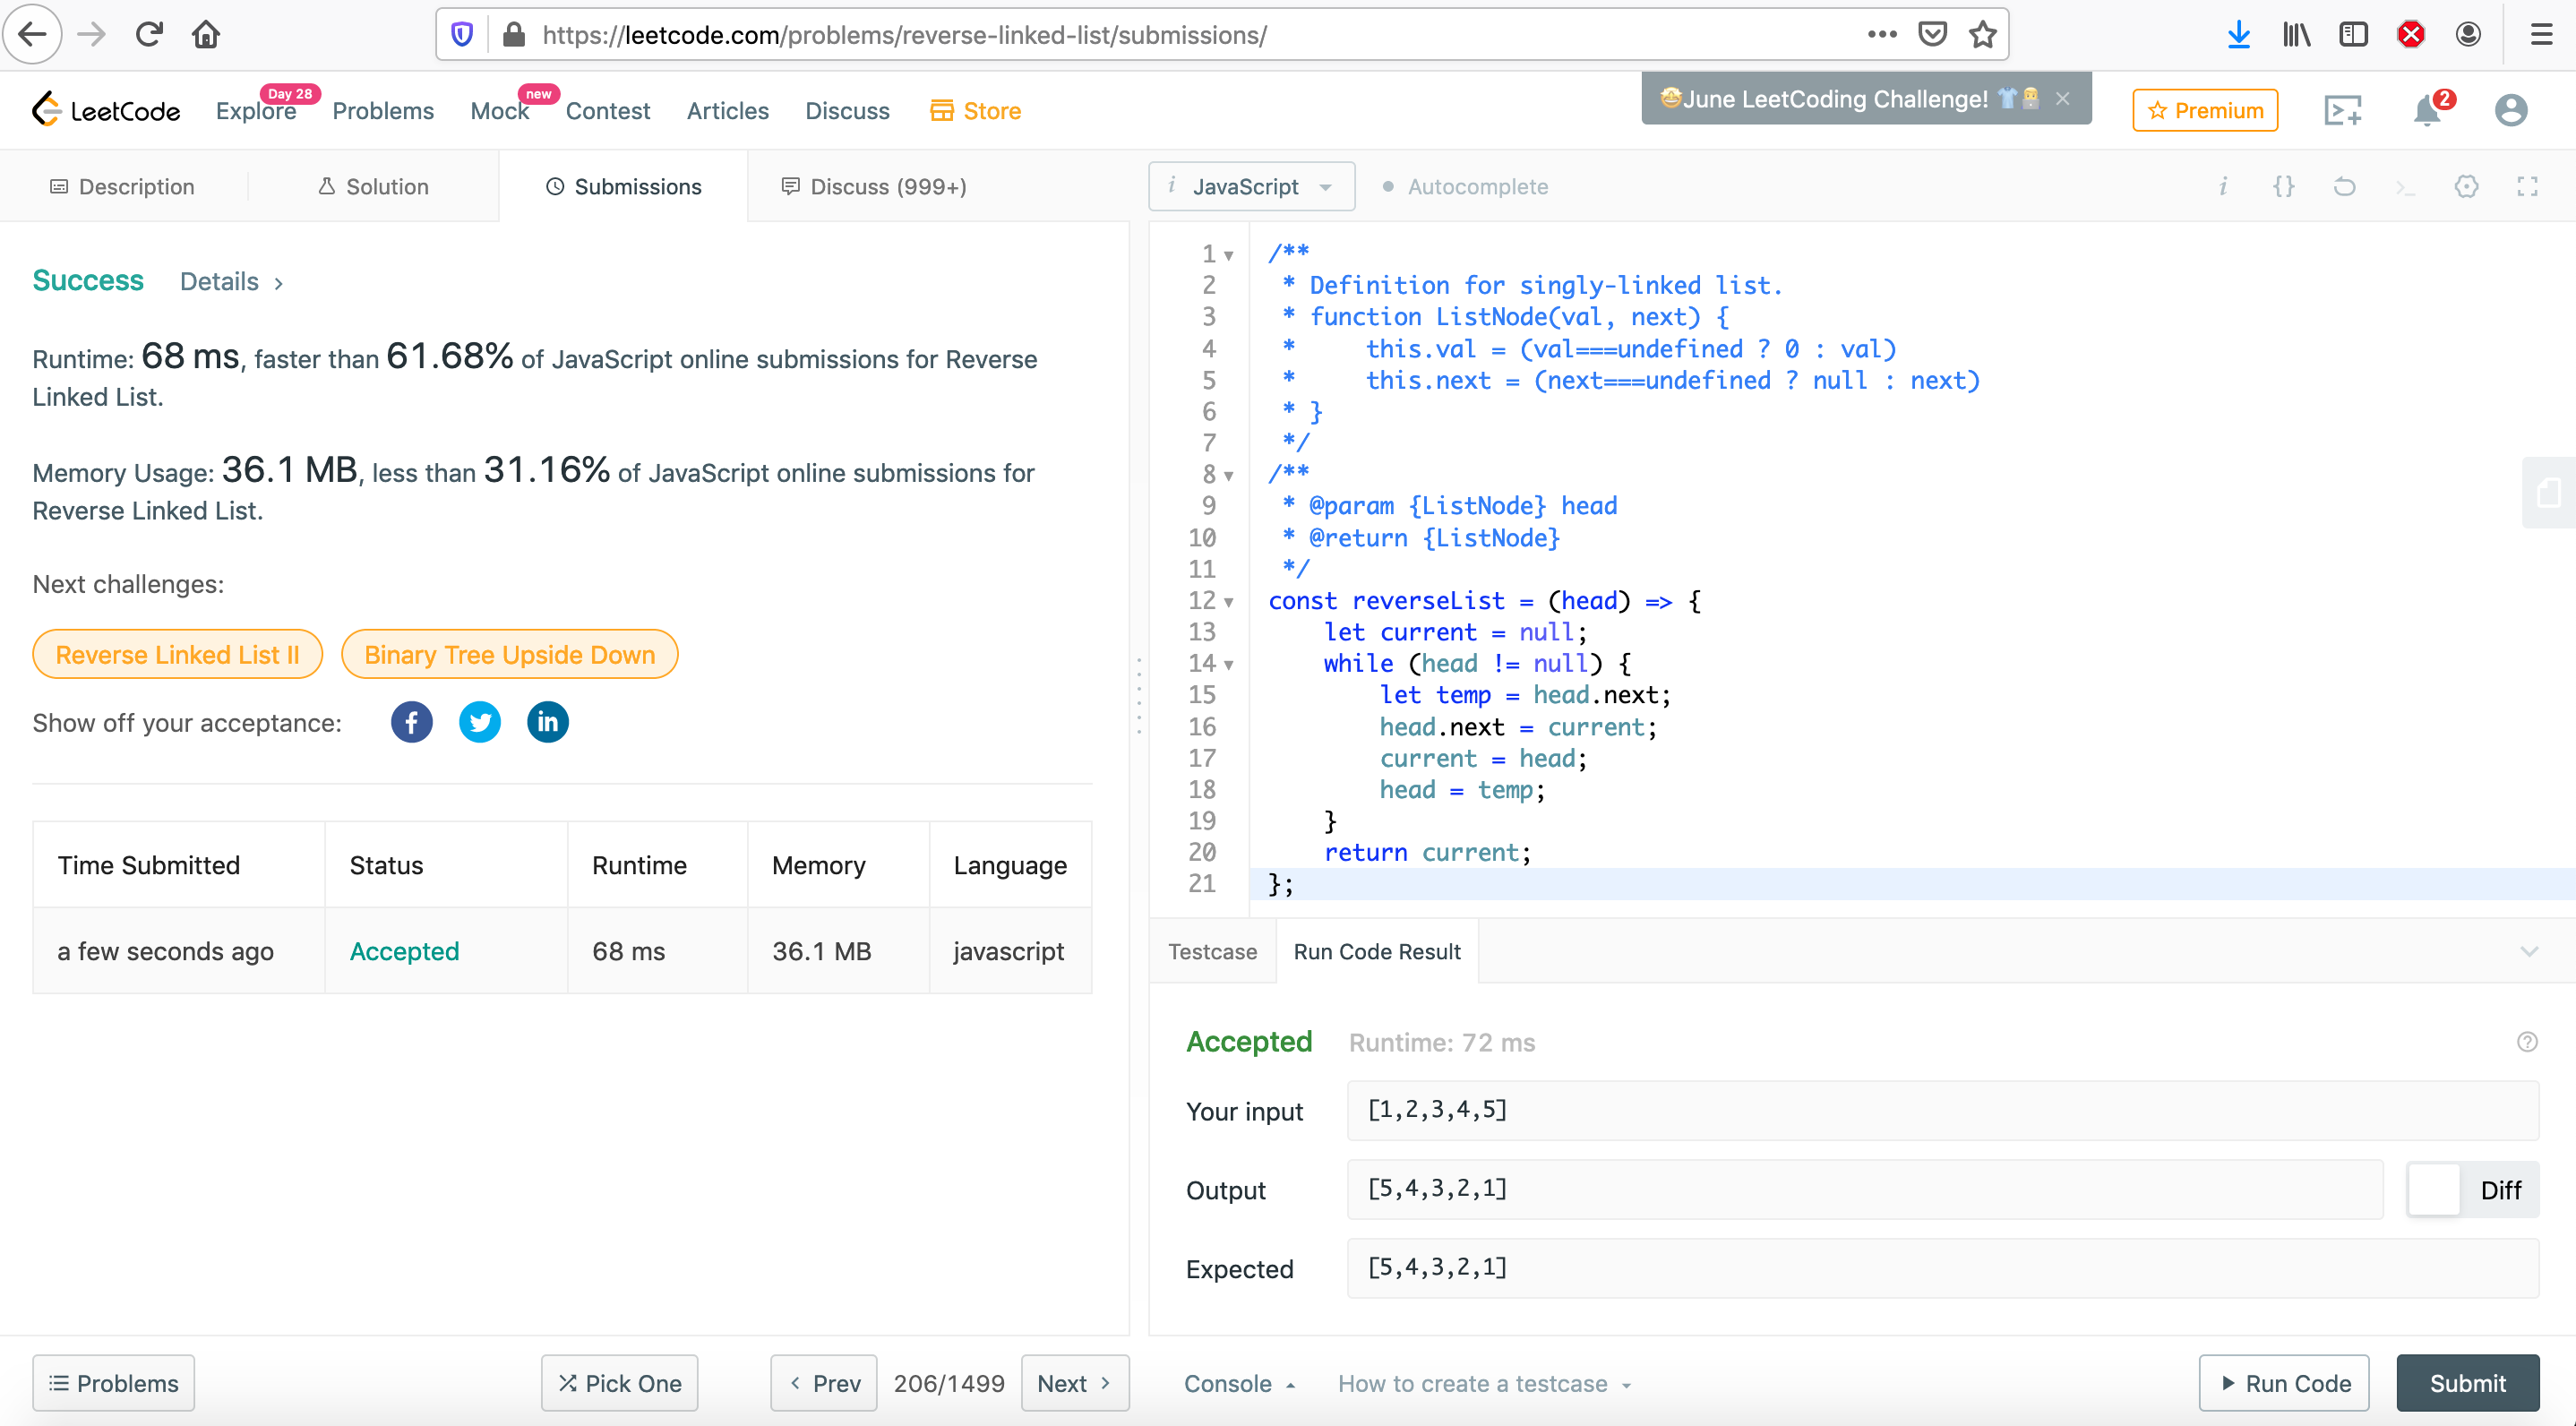 https://leetcode.com/problems/reverse-linked-list/submissions/
LeetCode
Explore
Day 28
Problems
Mock
new
Contest
Articles
Discuss
Store
🤩June LeetCoding Challenge! 👕
Premium
2
Description
Solution
Submissions
Discuss (999+)
Success Details >
Runtime: 68 ms, faster than 61.68% of JavaScript online submissions for Reverse
Linked List.
Memory Usage: 36.1 MB, less than 31.16% of JavaScript online submissions for
Reverse Linked List.
Next challenges:
Reverse Linked List II
Binary Tree Upside Down
Show off your acceptance:
f
in
Time Submitted Status Runtime Memory Language
a few seconds ago Accepted 68 ms 36.1 MB javascript
Problems
Pick One
< Prev
206/1499
Next >
i JavaScript
Autocomplete
i {} >_
1 /**
2  * Definition for singly-linked list.
3  * function ListNode(val, next) {
4  *     this.val = (val===undefined ? 0 : val)
5  *     this.next = (next===undefined ? null : next)
6  * }
7  */
8 /**
9  * @param {ListNode} head
10  * @return {ListNode}
11  */
12 const reverseList = (head) => {
13     let current = null;
14     while (head != null) {
15         let temp = head.next;
16         head.next = current;
17         current = head;
18         head = temp;
19     }
20     return current;
21 };
Testcase
Run Code Result
Accepted Runtime: 72 ms
Your input [1,2,3,4,5]
Output [5,4,3,2,1]
Diff
Expected [5,4,3,2,1]
Console
How to create a testcase
Run Code
Submit